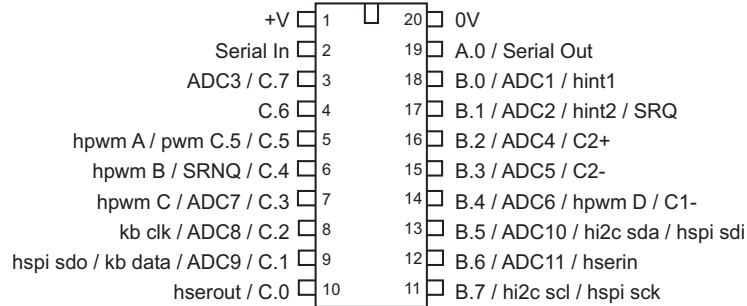 +V 1 20 0V
Serial In 2 19 A.0 / Serial Out
ADC3 / C.7 3 18 B.0 / ADC1 / hint1
C.6 4 17 B.1 / ADC2 / hint2 / SRQ
hpwm A / pwm C.5 / C.5 5 16 B.2 / ADC4 / C2+
hpwm B / SRNQ / C.4 6 15 B.3 / ADC5 / C2-
hpwm C / ADC7 / C.3 7 14 B.4 / ADC6 / hpwm D / C1-
kb clk / ADC8 / C.2 8 13 B.5 / ADC10 / hi2c sda / hspi sdi
hspi sdo / kb data / ADC9 / C.1 9 12 B.6 / ADC11 / hserin
hserout / C.0 10 11 B.7 / hi2c scl / hspi sck